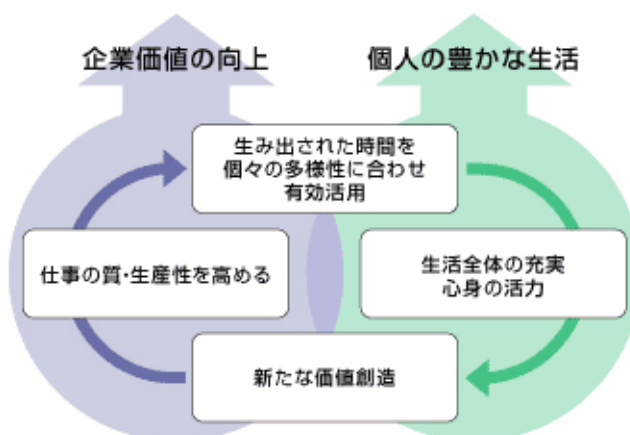 企業価値の向上
個人の豊かな生活
生み出された時間を
個々の多様性に合わせ
有効活用
仕事の質・生産性を高める
生活全体の充実
心身の活力
新たな価値創造